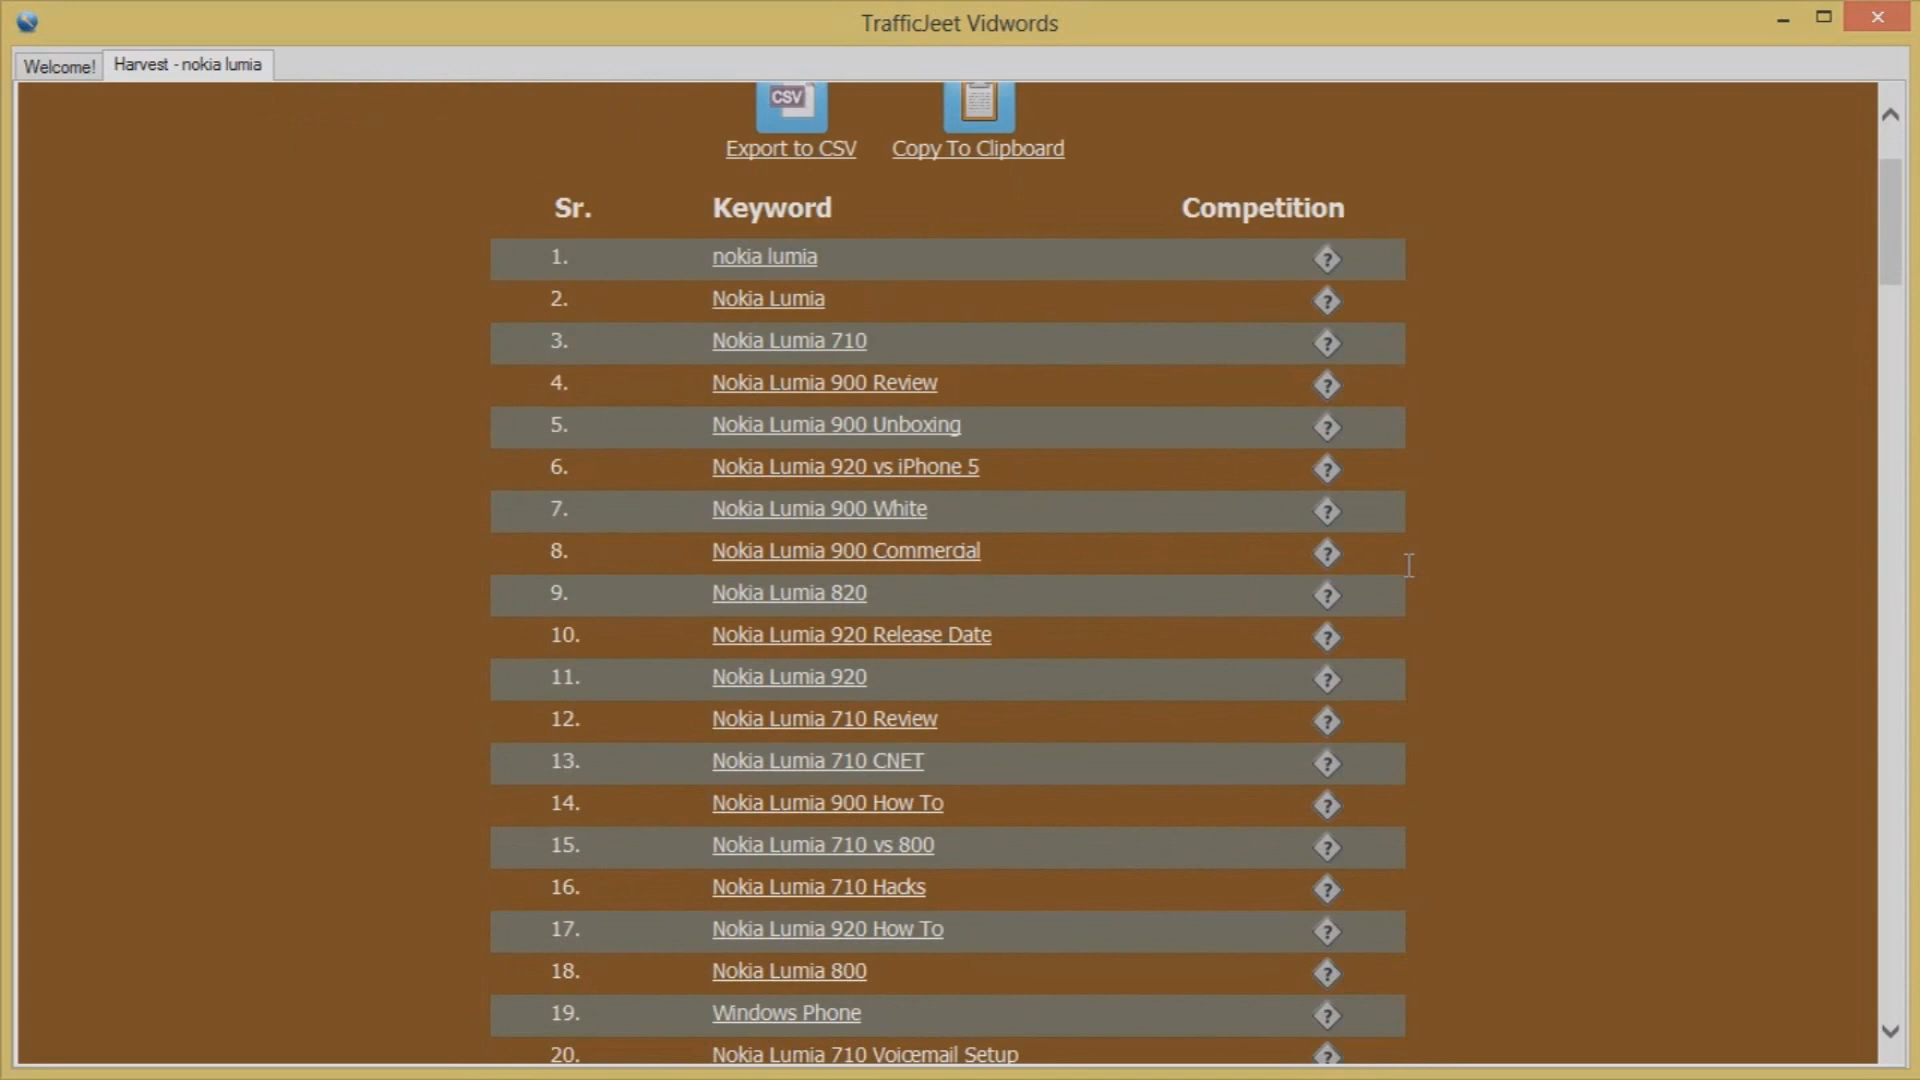 TrafficJeet Vidwords
Welcome! Harvest - nokia lumia
CSV
Export to CSV Copy To Clipboard
Sr. Keyword Competition
1. nokia lumia ?
2. Nokia Lumia ?
3. Nokia Lumia 710 ?
4. Nokia Lumia 900 Review ?
5. Nokia Lumia 900 Unboxing ?
6. Nokia Lumia 920 vs iPhone 5 ?
7. Nokia Lumia 900 White ?
8. Nokia Lumia 900 Commercial ?
9. Nokia Lumia 820 ?
10. Nokia Lumia 920 Release Date ?
11. Nokia Lumia 920 ?
12. Nokia Lumia 710 Review ?
13. Nokia Lumia 710 CNET ?
14. Nokia Lumia 900 How To ?
15. Nokia Lumia 710 vs 800 ?
16. Nokia Lumia 710 Hacks ?
17. Nokia Lumia 920 How To ?
18. Nokia Lumia 800 ?
19. Windows Phone ?
20. Nokia Lumia 710 Voicemail Setup ?